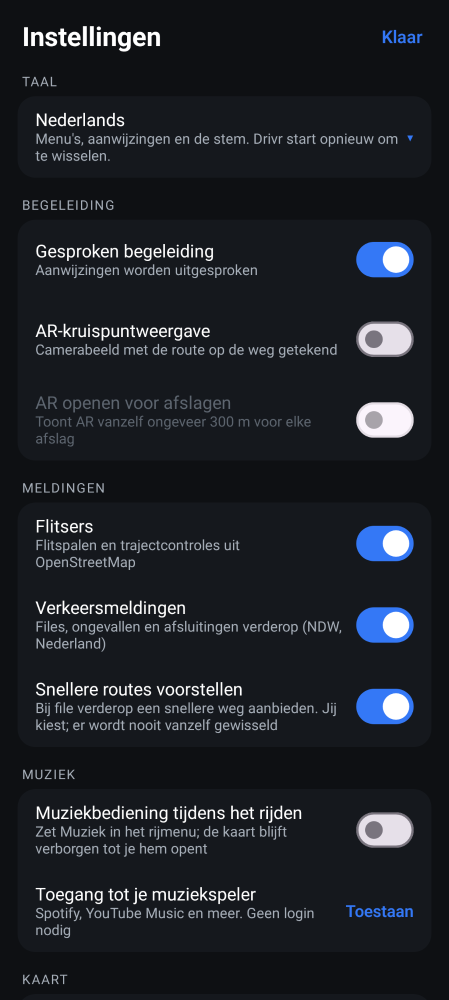 Instellingen
Klaar
TAAL
Nederlands
Menu's, aanwijzingen en de stem. Drivr start opnieuw om
te wisselen.
BEGELEIDING
Gesproken begeleiding
Aanwijzingen worden uitgesproken
AR-kruispuntweergave
Camerabeeld met de route op de weg getekend
AR openen voor afslagen
Toont AR vanzelf ongeveer 300 m voor elke
afslag
MELDINGEN
Flitsers
Flitspalen en trajectcontroles uit
OpenStreetMap
Verkeersmeldingen
Files, ongevallen en afsluitingen verderop (NDW,
Nederland)
Snellere routes voorstellen
Bij file verderop een snellere weg aanbieden. Jij
kiest; er wordt nooit vanzelf gewisseld
MUZIEK
Muziekbediening tijdens het rijden
Zet Muziek in het rijmenu; de kaart blijft
verborgen tot je hem opent
Toegang tot je muziekspeler
Spotify, YouTube Music en meer. Geen login
nodig
Toestaan
KAART